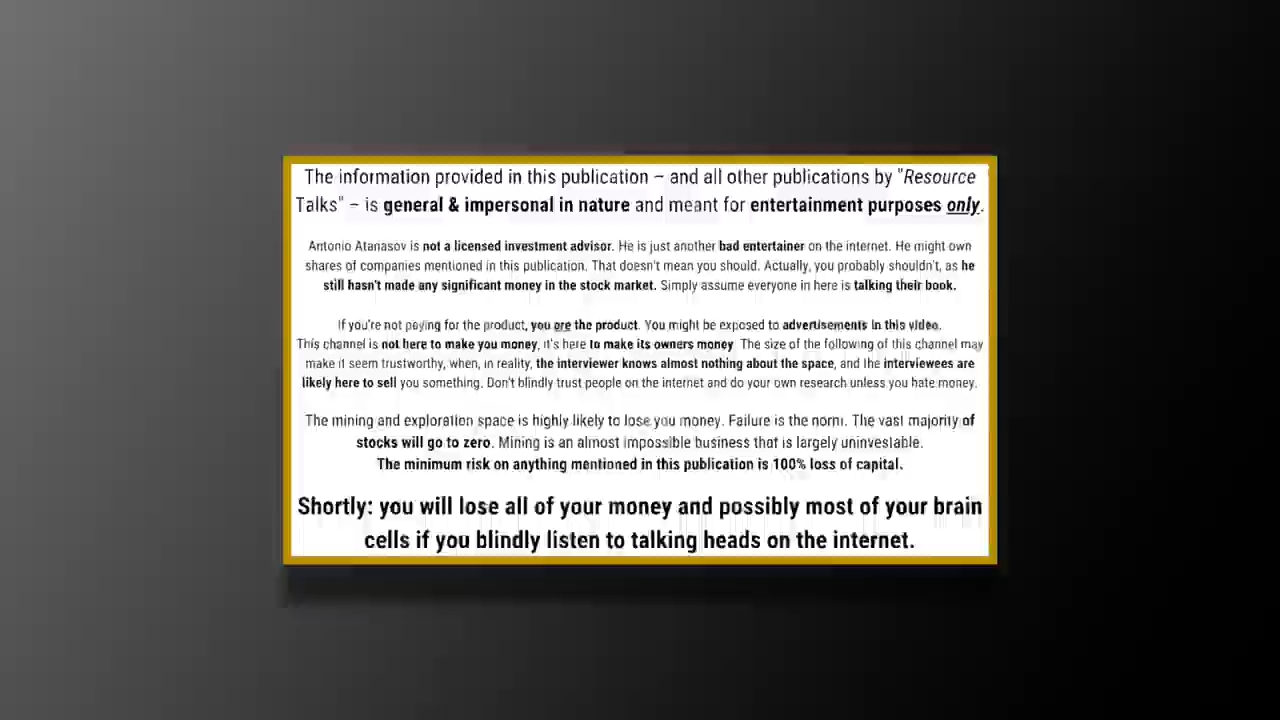 The information provided in this publication – and all other publications by "Resource
Talks" – is general & impersonal in nature and meant for entertainment purposes only.
Antonio Atanasov is not a licensed investment advisor. He is just another bad entertainer on the internet. He might own
shares of companies mentioned in this publication. That doesn't mean you should. Actually, you probably shouldn't, as he
still hasn't made any significant money in the stock market. Simply assume everyone in here is talking their book.
If you're not paying for the product, you are the product. You might be exposed to advertisements in this video.
This channel is not here to make you money, it's here to make its owners money. The size of the following of this channel may
make it seem trustworthy, when, in reality, the interviewer knows almost nothing about the space, and the interviewees are
likely here to sell you something. Don't blindly trust people on the internet and do your own research unless you hate money.
The mining and exploration space is highly likely to lose you money. Failure is the norm. The vast majority of
stocks will go to zero. Mining is an almost impossible business that is largely uninvestable.
The minimum risk on anything mentioned in this publication is 100% loss of capital.
Shortly: you will lose all of your money and possibly most of your brain
cells if you blindly listen to talking heads on the internet.